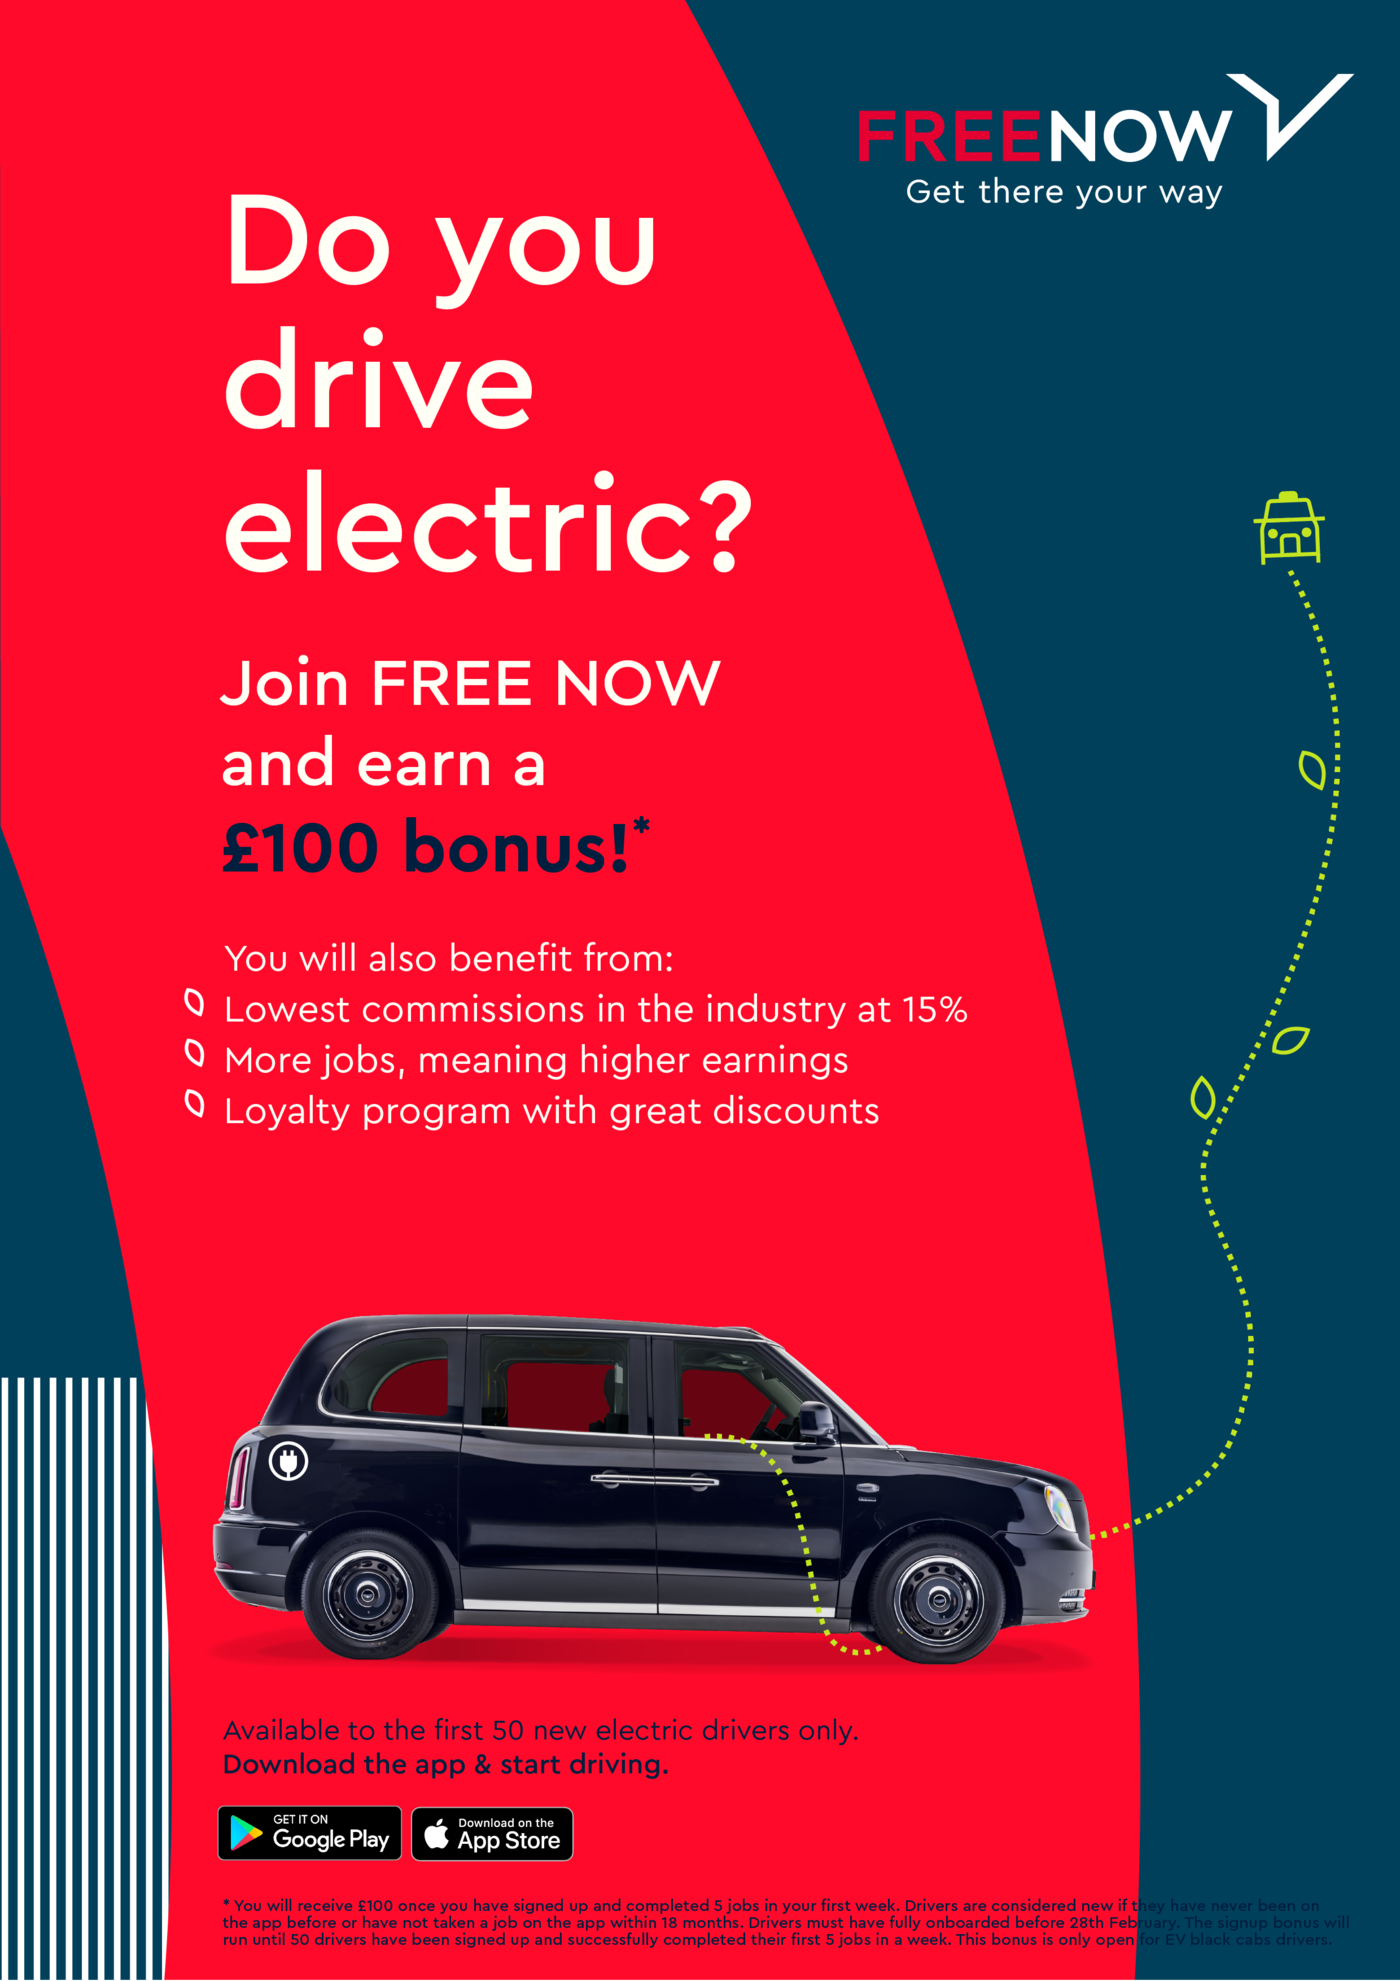 FREENOW
Get there your way
Do you
drive
electric?
Join FREE NOW
and earn a
£100 bonus!*
You will also benefit from:
Lowest commissions in the industry at 15%
More jobs, meaning higher earnings
Loyalty program with great discounts
Available to the first 50 new electric drivers only.
Download the app & start driving.
GET IT ON
Google Play
Download on the
App Store
* You will receive £100 once you have signed up and completed 5 jobs in your first week. Drivers are considered new if they have never been on
the app before or have not taken a job on the app within 18 months. Drivers must have fully onboarded before 28th February. The signup bonus will
run until 50 drivers have been signed up and successfully completed their first 5 jobs in a week. This bonus is only open for EV black cabs drivers.